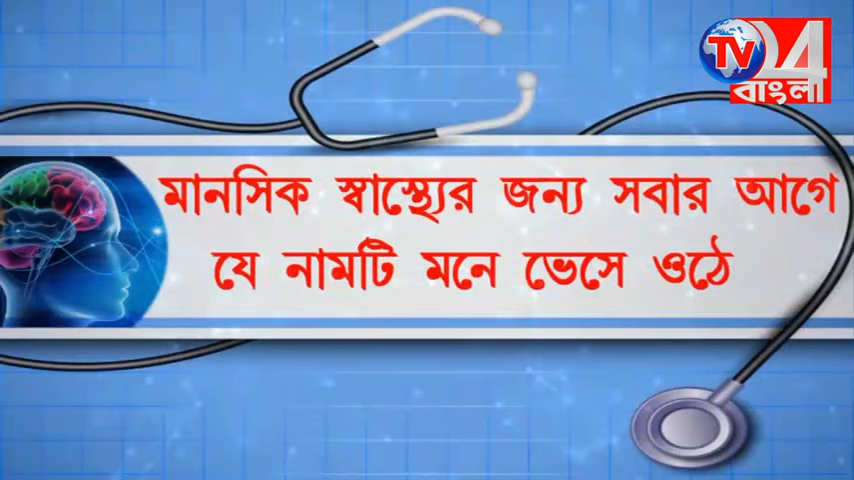 TV 24
বাংলা
মানসিক স্বাস্থ্যের জন্য সবার আগে
যে নামটি মনে ভেসে ওঠে